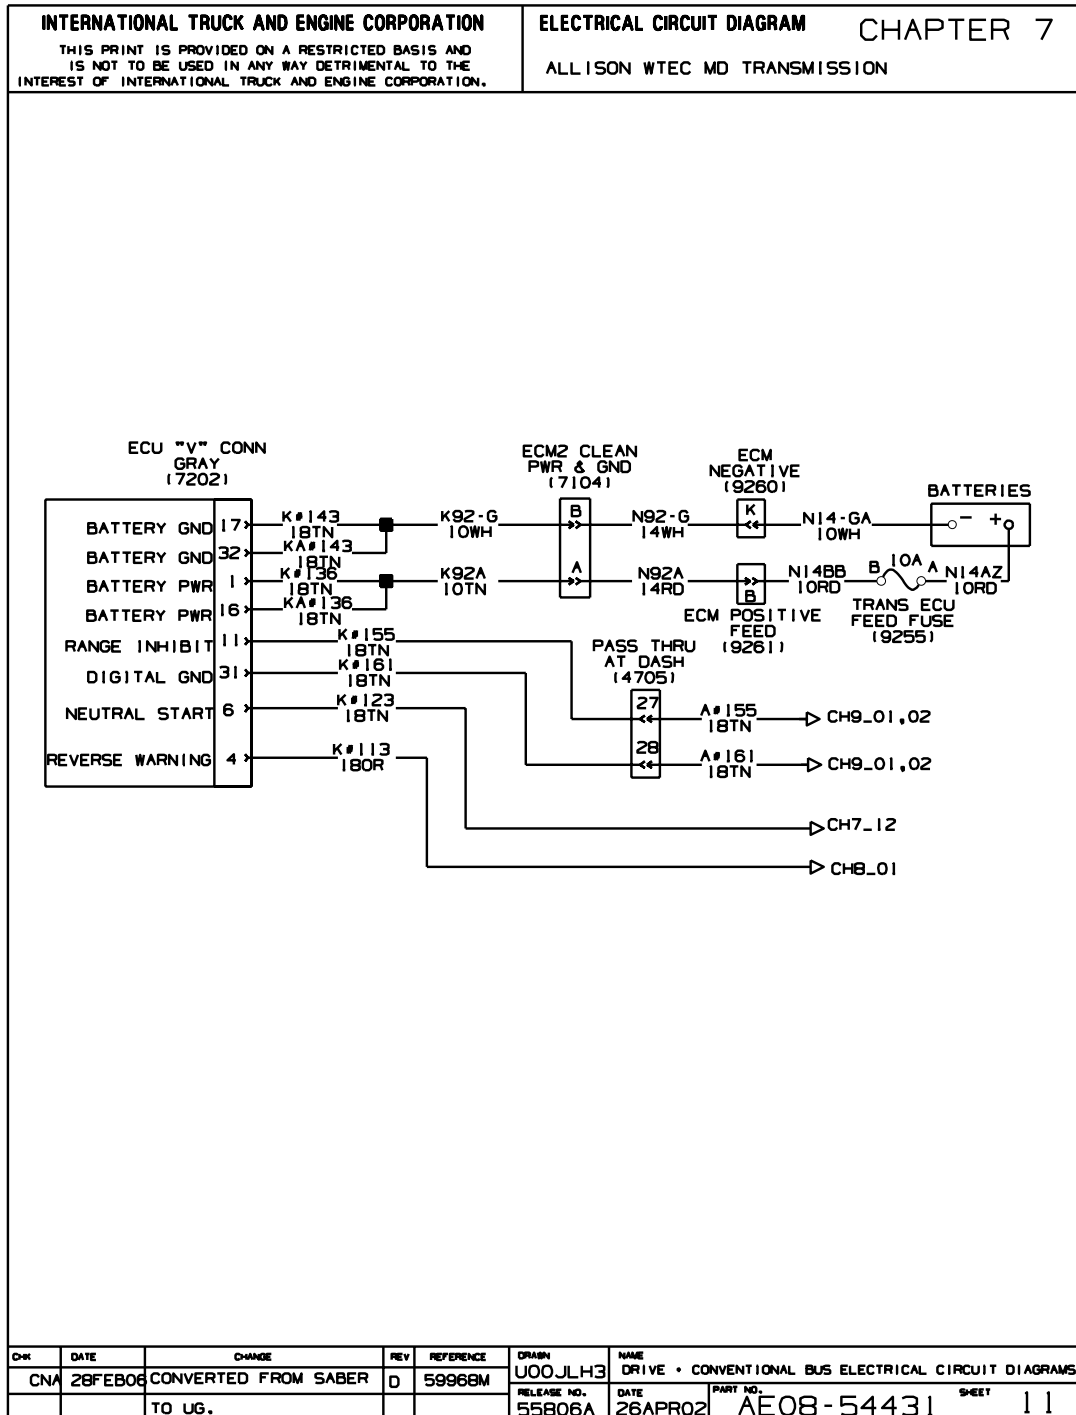 INTERNATIONAL TRUCK AND ENGINE CORPORATION
THIS PRINT IS PROVIDED ON A RESTRICTED BASIS AND
IS NOT TO BE USED IN ANY WAY DETRIMENTAL TO THE
INTEREST OF INTERNATIONAL TRUCK AND ENGINE CORPORATION.
ELECTRICAL CIRCUIT DIAGRAM
CHAPTER 7
ALLISON WTEC MD TRANSMISSION
ECU "V" CONN
GRAY
(7202)
ECM2 CLEAN
PWR & GND
(7104)
ECM
NEGATIVE
(9260)
BATTERIES
BATTERY GND 17
K#143
18TN
K92-G
10WH
B
N92-G
14WH
K
N14-GA
10WH
- +
BATTERY GND 32
KA#143
18TN
BATTERY PWR 1
K#136
18TN
K92A
10TN
A
N92A
14RD
B
N14BB
10RD
B 10A A
N14AZ
10RD
BATTERY PWR 16
KA#136
18TN
ECM POSITIVE
FEED
(9261)
TRANS ECU
FEED FUSE
(9255)
RANGE INHIBIT 11
K#155
18TN
PASS THRU
AT DASH
(4705)
DIGITAL GND 31
K#161
18TN
NEUTRAL START 6
K#123
18TN
27
A#155
18TN
CH9_01,02
REVERSE WARNING 4
K#113
18OR
28
A#161
18TN
CH9_01,02
CH7_12
CH8_01
CHK DATE CHANGE REV REFERENCE
CNA 28FEB06 CONVERTED FROM SABER D 59968M
TO UG.
DRAWN
U00JLH3
NAME
DRIVE • CONVENTIONAL BUS ELECTRICAL CIRCUIT DIAGRAMS
RELEASE NO.
55806A
DATE
26APR02
PART NO.
AE08-54431
SHEET
11